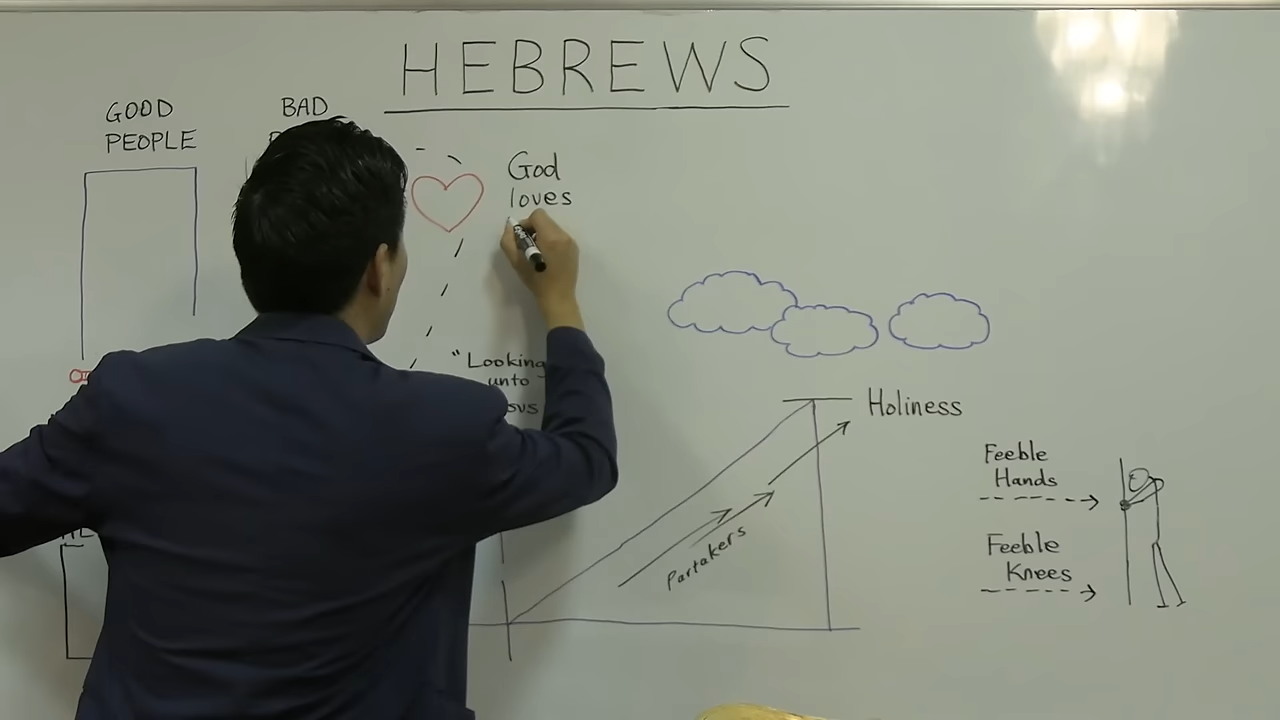 HEBREWS
GOOD
PEOPLE
BAD
God
loves
"Looking
unto
Holiness
Partakers
Feeble
Hands
Feeble
Knees